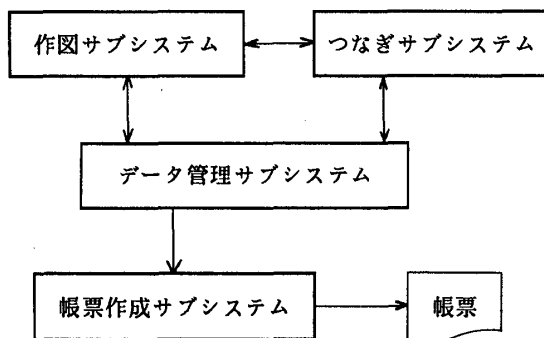 作図サブシステム
つなぎサブシステム
データ管理サブシステム
帳票作成サブシステム
帳票